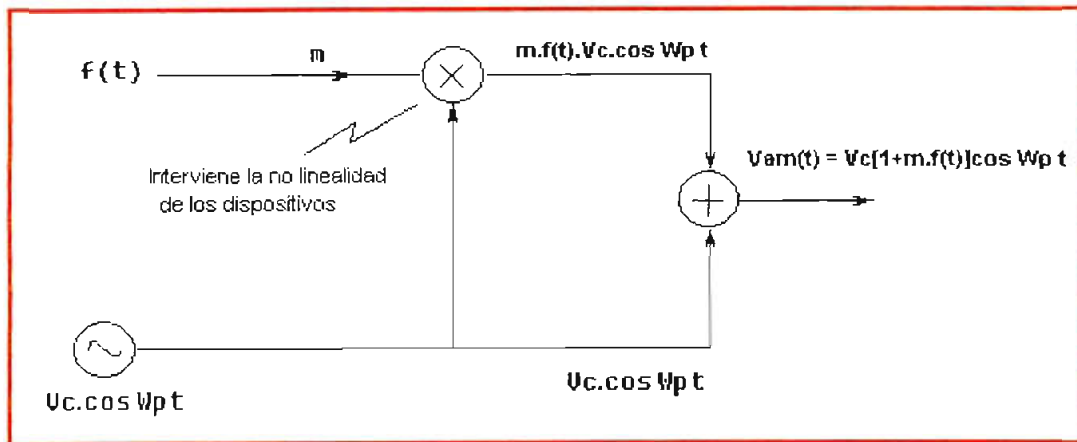 f(t)
m
m.f(t).Vc.cos Wp t
Interviene la no linealidad
de los dispositivos
Vam(t) = Vc[1+m.f(t)]cos Wp t
Vc.cos Wp t
Vc.cos Wp t